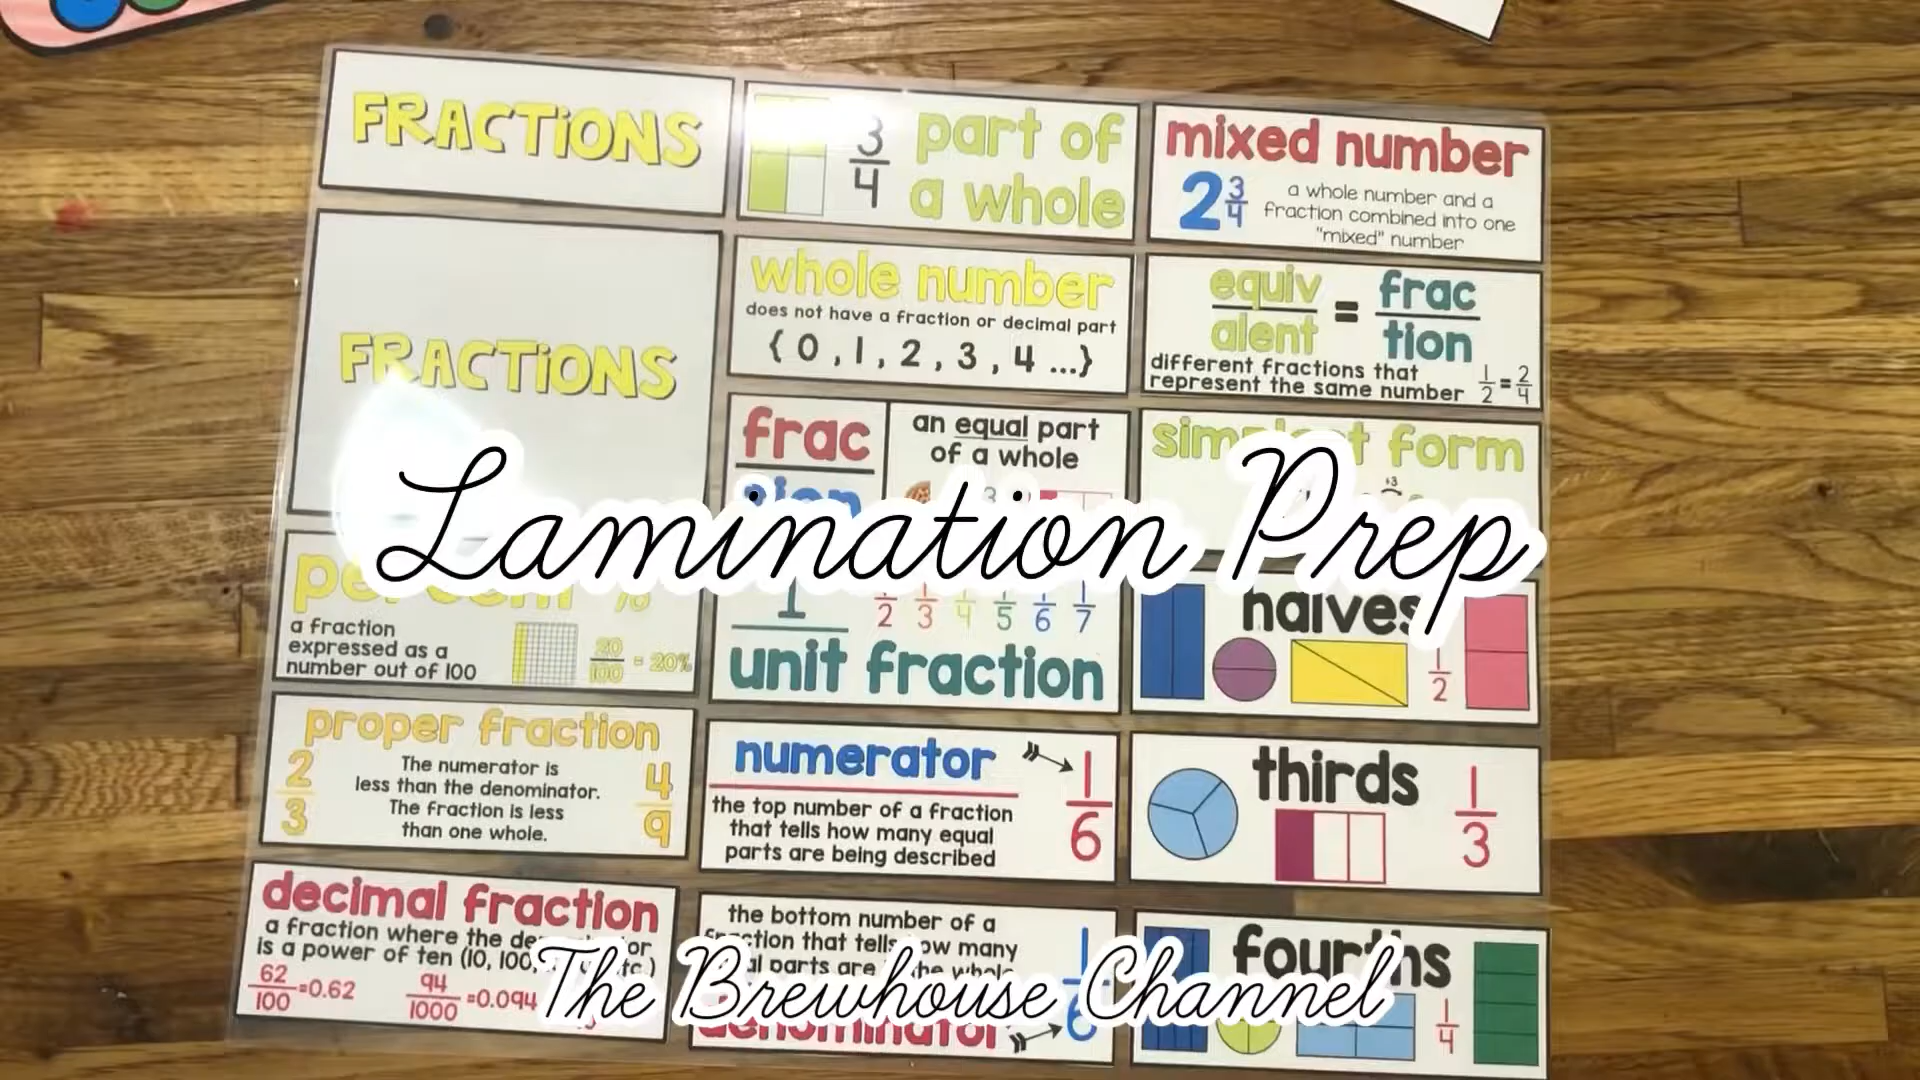 FRACTIONS
3/4 part of
a whole
mixed number
2 3/4
a whole number and a
fraction combined into one
"mixed" number
FRACTIONS
whole number
does not have a fraction or decimal part
{ 0 , 1 , 2 , 3 , 4 ...}
equiv = frac
alent tion
different fractions that
represent the same number 1/2 = 2/4
frac
an equal part
of a whole
form
Lamination Prep
%
a fraction
expressed as a
number out of 100
20/100 = 20%
1
1/2 1/3 1/4 1/5 1/6 1/7
unit fraction
halves
1/2
proper fraction
2/3
The numerator is
less than the denominator.
The fraction is less
than one whole.
4/9
numerator
1/6
the top number of a fraction
that tells how many equal
parts are being described
thirds
1/3
decimal fraction
a fraction where the
is a power of ten (10, 100,
62/100 =0.62
94/1000 =0.094
the bottom number of a
fraction that tells how many
parts are
denominator
1/6
fourths
1/4
The Brewhouse Channel